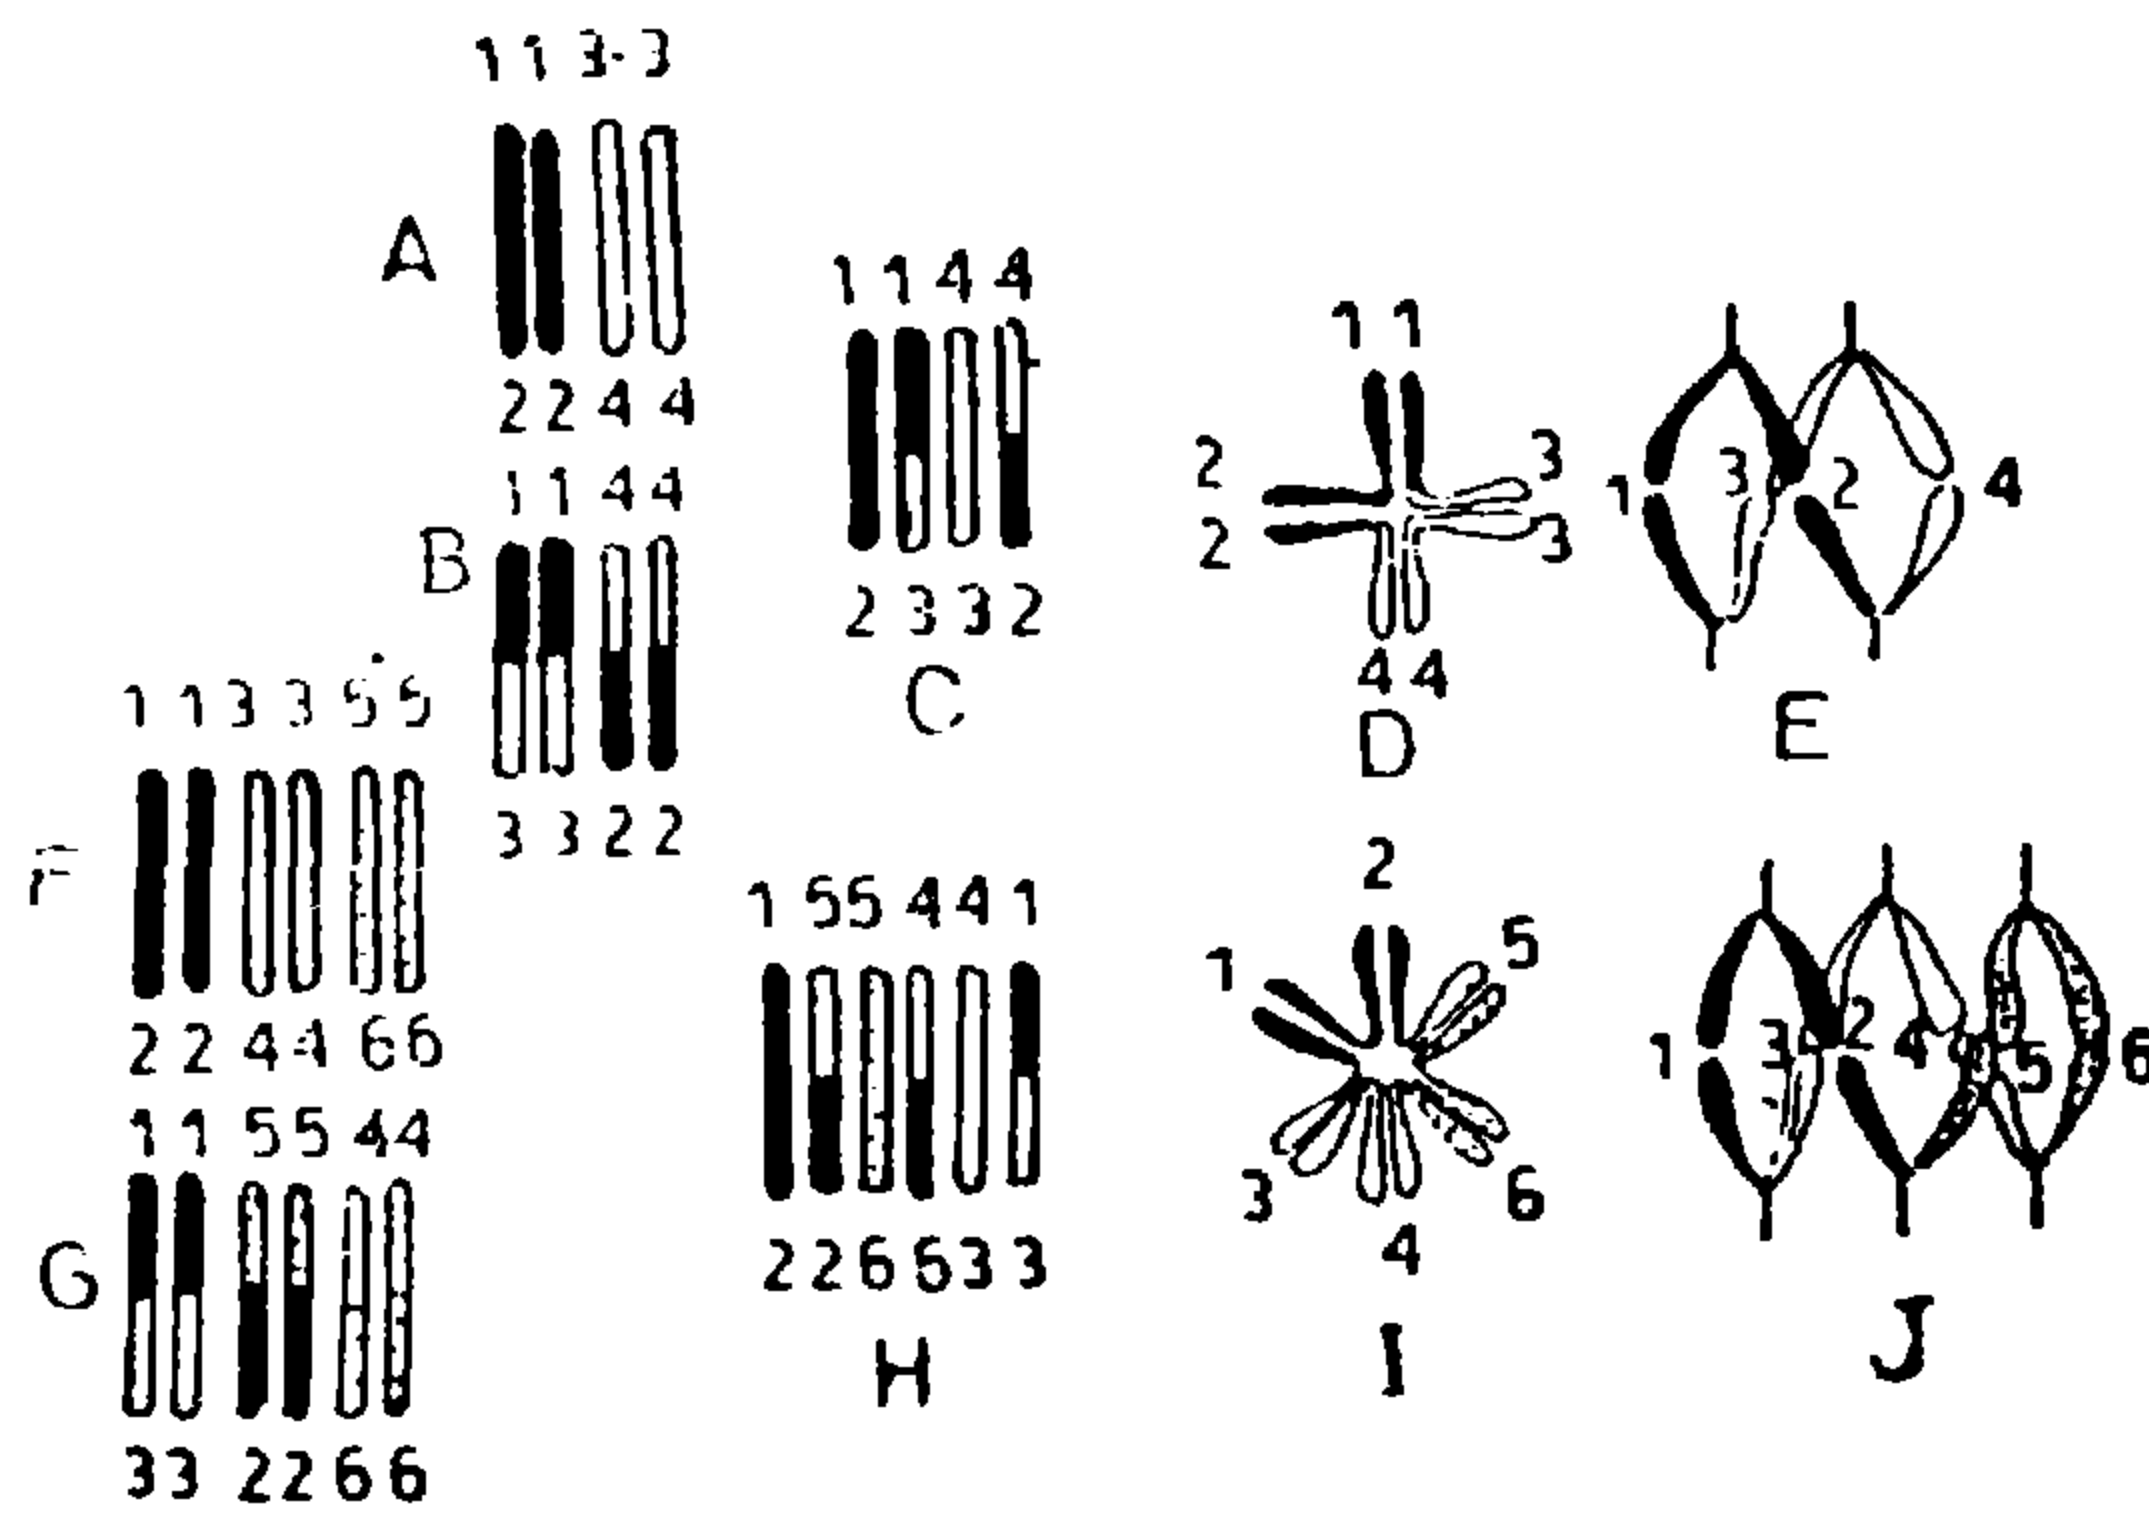 1 1 3 3
A
2 2 4 4
1 1 4 4
B
3 3 2 2
1 1 4 4
2 3 3 2
C
1 1
2 3
2 3
4 4
D
1 3 2 4
E
1 1 3 3 5 5
F
2 2 4 4 6 6
1 1 5 5 4 4
G
3 3 2 2 6 6
1 5 5 4 4 1
2 2 6 6 3 3
H
2
1 5
3 6
4
I
1 3 2 4 5 6
J